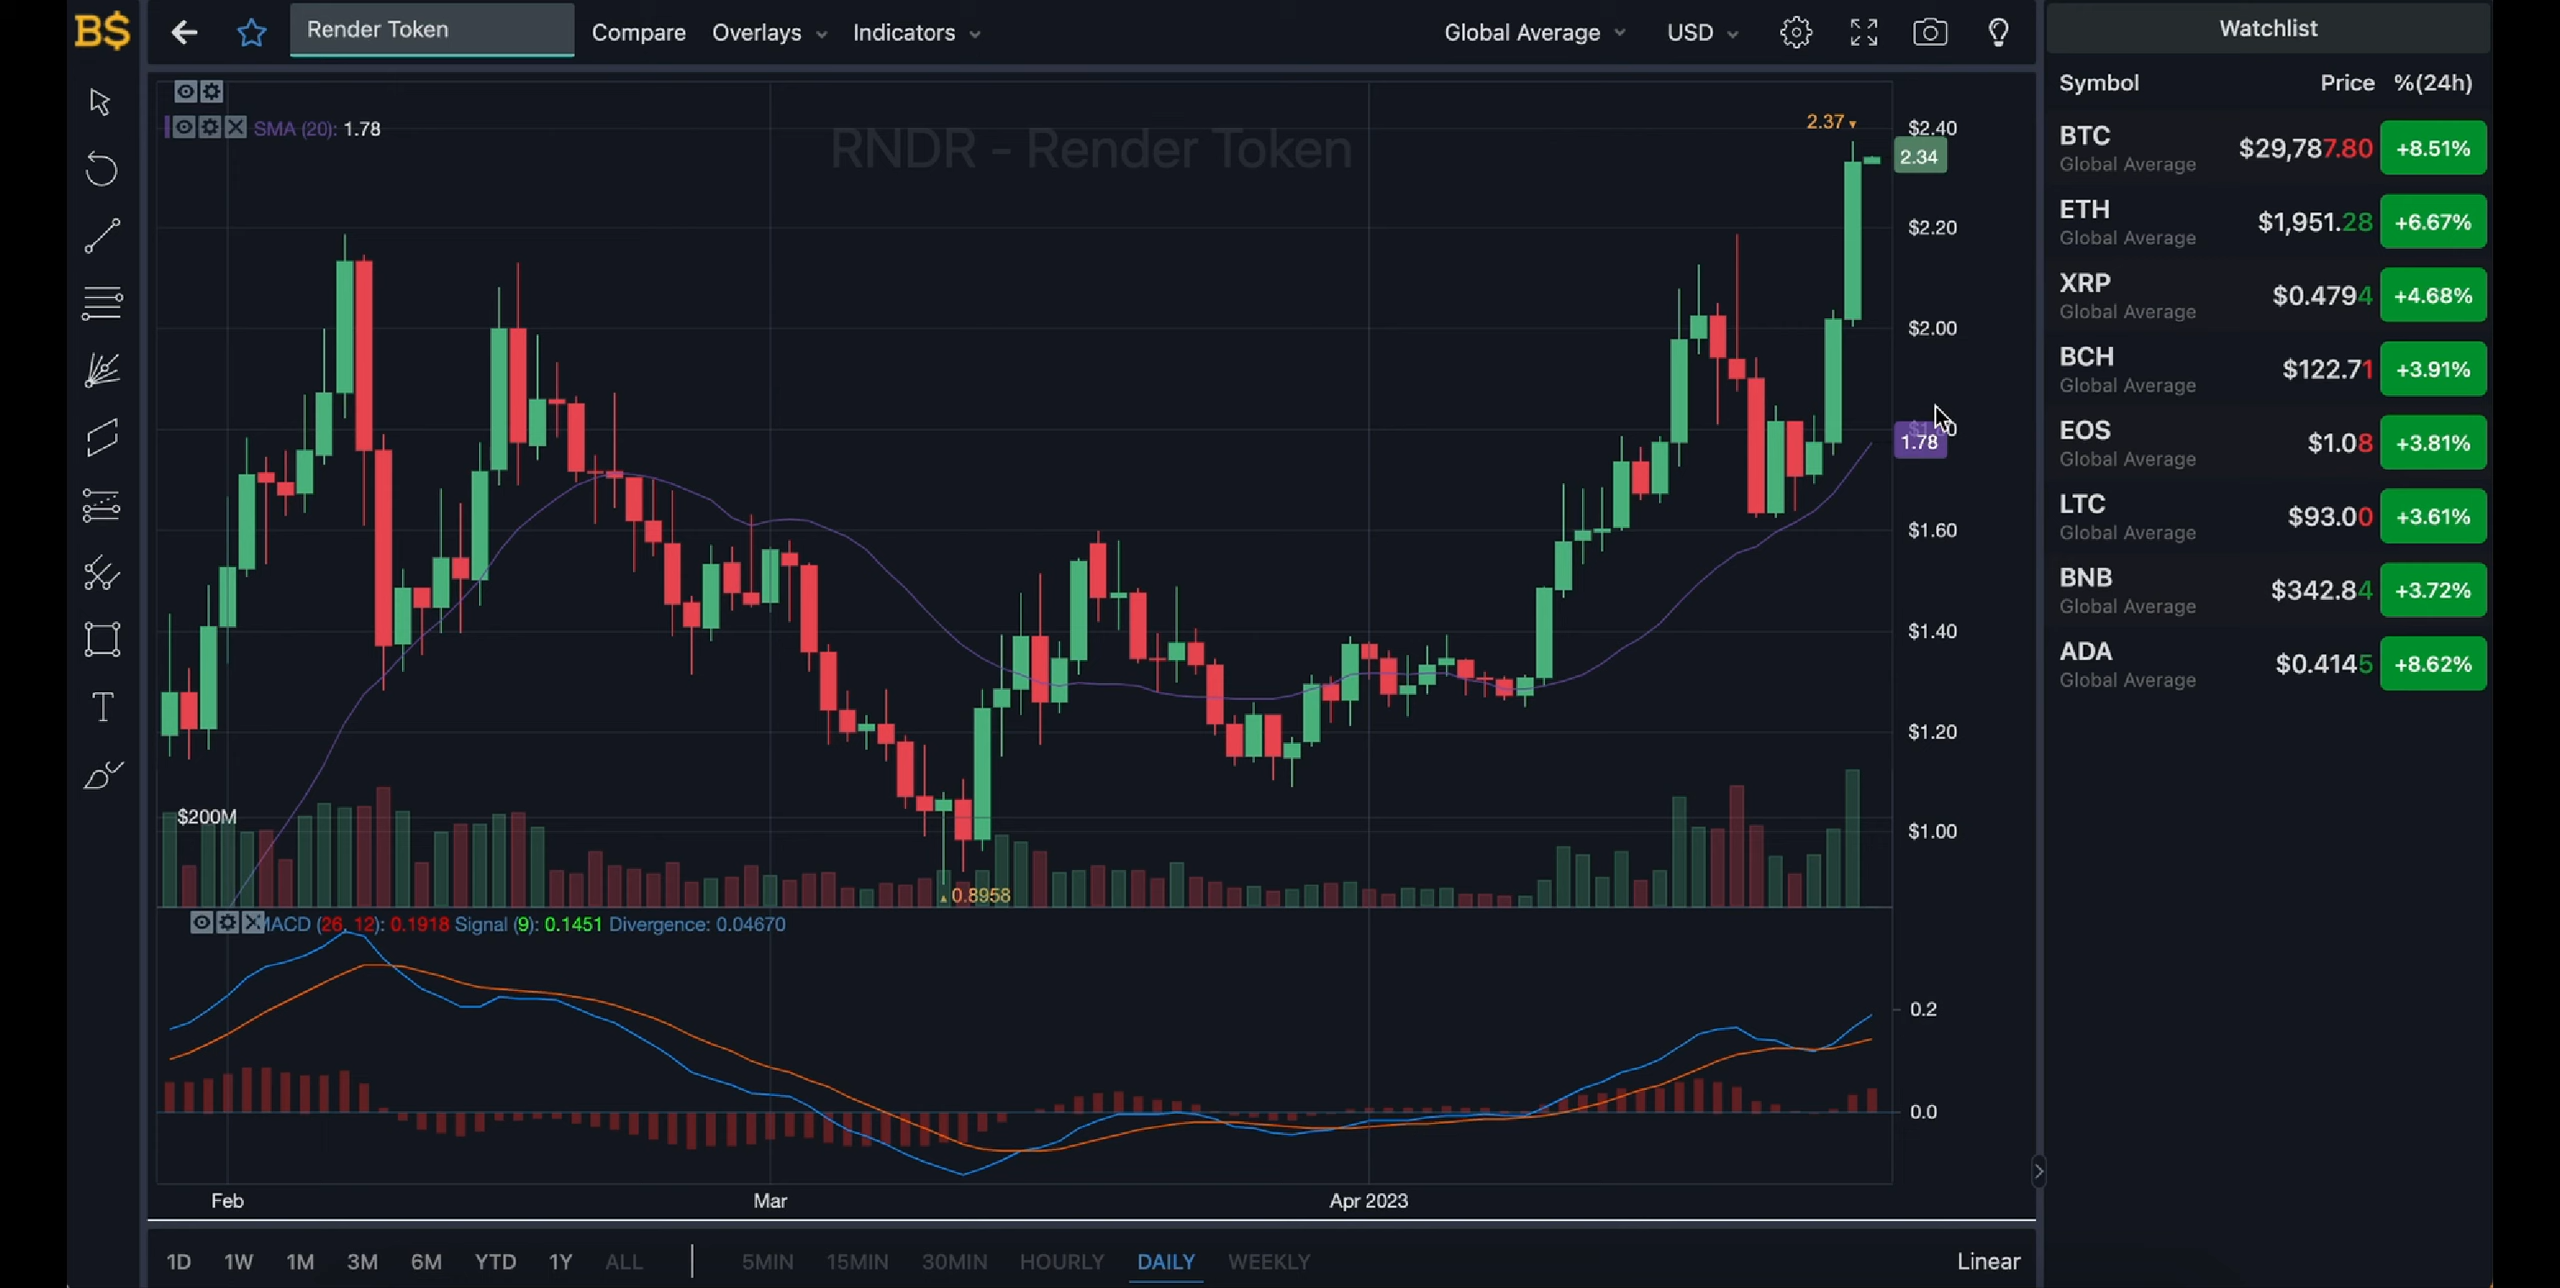 B$
Render Token
Compare
Overlays
Indicators
Global Average
USD
Watchlist
Symbol Price %(24h)
BTC $29,787.80 +8.51%
Global Average
ETH $1,951.28 +6.67%
Global Average
XRP $0.4794 +4.68%
Global Average
BCH $122.71 +3.91%
Global Average
EOS $1.08 +3.81%
Global Average
LTC $93.00 +3.61%
Global Average
BNB $342.84 +3.72%
Global Average
ADA $0.4145 +8.62%
Global Average
SMA (20): 1.78
RNDR - Render Token
2.37
$2.40
2.34
$2.20
$2.00
1.78
$1.60
$1.40
$1.20
$1.00
$200M
0.8958
MACD (26, 12): 0.1918 Signal (9): 0.1451 Divergence: 0.04670
0.2
0.0
Feb Mar Apr 2023
1D 1W 1M 3M 6M YTD 1Y ALL 5MIN 15MIN 30MIN HOURLY DAILY WEEKLY Linear
T